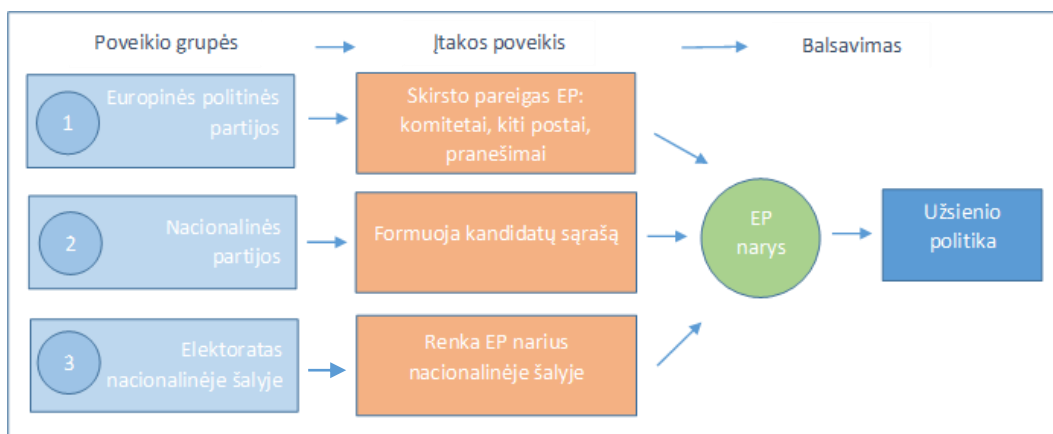 Poveikio grupės
Įtakos poveikis
Balsavimas
1
Europinės politinės
partijos
Skirsto pareigas EP:
komitetai, kiti postai,
pranešimai
2
Nacionalinės
partijos
Formuoja kandidatų sąrašą
EP
narys
Užsienio
politika
3
Elektoratas
nacionalinėje šalyje
Renka EP narius
nacionalinėje šalyje